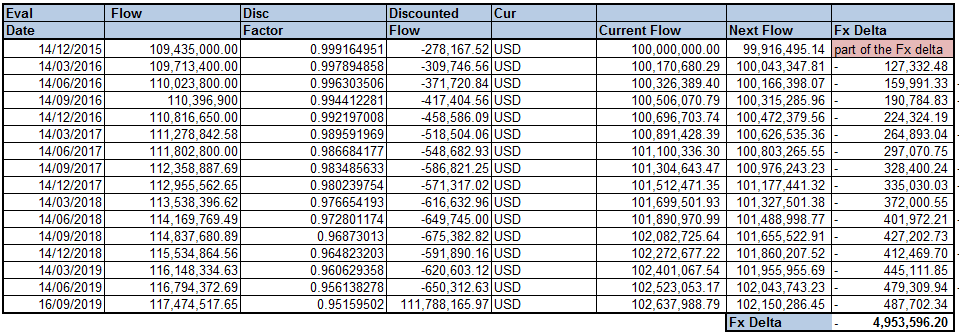 Eval Flow Disc Discounted Cur
Date Factor Flow Current Flow Next Flow Fx Delta
14/12/2015 109,435,000.00 0.999164951 -278,167.52 USD 100,000,000.00 99,916,495.14 part of the Fx delta
14/03/2016 109,713,400.00 0.997894858 -309,746.56 USD 100,170,680.29 100,043,347.81 - 127,332.48
14/06/2016 110,023,800.00 0.996303506 -371,720.84 USD 100,326,389.40 100,166,398.07 - 159,991.33 -
14/09/2016 110,396,900 0.994412281 -417,404.56 USD 100,506,070.79 100,315,285.96 - 190,784.83 -
14/12/2016 110,816,650.00 0.992197008 -458,586.09 USD 100,696,703.74 100,472,379.56 - 224,324.19
14/03/2017 111,278,842.58 0.989591969 -518,504.06 USD 100,891,428.39 100,626,535.36 - 264,893.04 -
14/06/2017 111,802,800.00 0.986684177 -548,682.93 USD 101,100,336.30 100,803,265.55 - 297,070.75
14/09/2017 112,358,887.69 0.983485633 -586,821.25 USD 101,304,643.47 100,976,243.23 - 328,400.24 -
14/12/2017 112,955,562.65 0.980239754 -571,317.02 USD 101,512,471.35 101,177,441.32 - 335,030.03 -
14/03/2018 113,538,396.62 0.976654193 -616,632.96 USD 101,699,501.93 101,327,501.38 - 372,000.55
14/06/2018 114,169,769.49 0.972801174 -649,745.00 USD 101,890,970.99 101,488,998.77 - 401,972.21 -
14/09/2018 114,837,680.89 0.96873013 -675,382.82 USD 102,082,725.64 101,655,522.91 - 427,202.73
14/12/2018 115,534,864.56 0.964823203 -591,890.16 USD 102,272,677.22 101,860,207.52 - 412,469.70 -
14/03/2019 116,148,334.63 0.960629358 -620,603.12 USD 102,401,067.54 101,955,955.69 - 445,111.85
14/06/2019 116,794,372.69 0.956138278 -650,312.63 USD 102,523,053.17 102,043,743.23 - 479,309.94 -
16/09/2019 117,474,517.65 0.95159502 111,788,165.97 USD 102,637,988.79 102,150,286.45 - 487,702.34
Fx Delta - 4,953,596.20